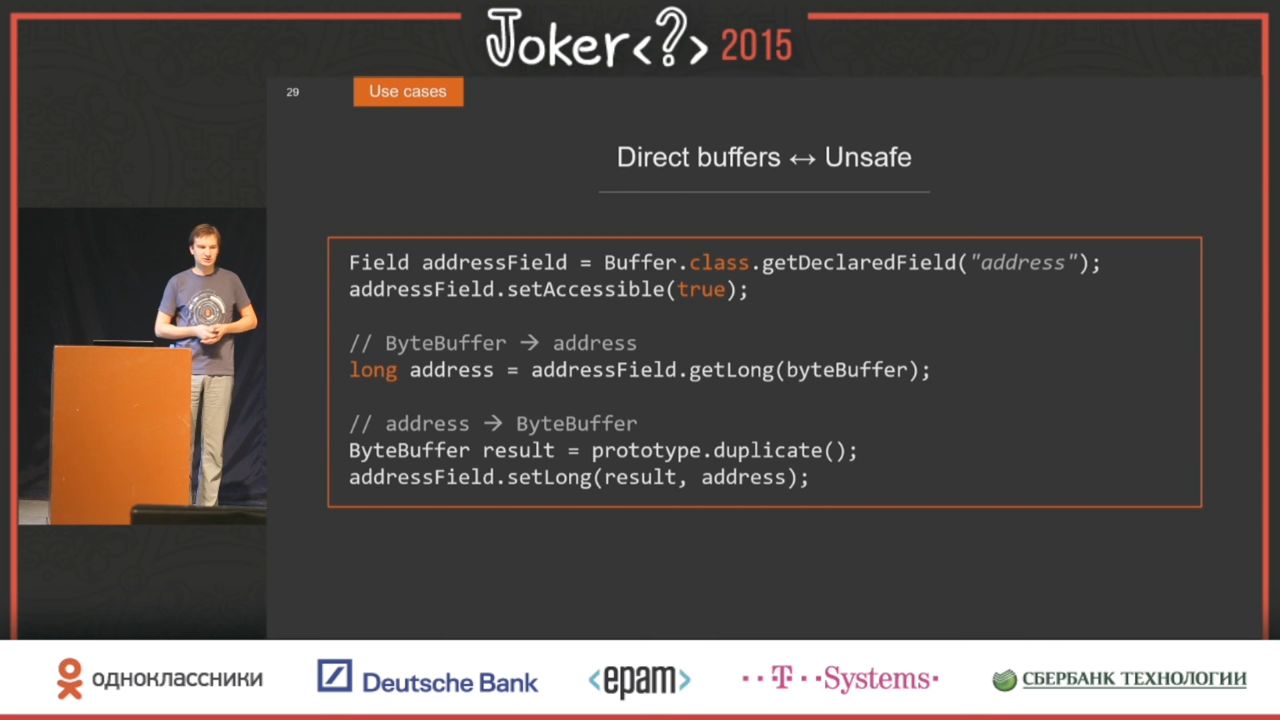 Joker<?> 2015
29
Use cases
Direct buffers ↔ Unsafe
Field addressField = Buffer.class.getDeclaredField("address");
addressField.setAccessible(true);
// ByteBuffer → address
long address = addressField.getLong(byteBuffer);
// address → ByteBuffer
ByteBuffer result = prototype.duplicate();
addressField.setLong(result, address);
одноклассники
Deutsche Bank
<epam>
··T··Systems·
СБЕРБАНК ТЕХНОЛОГИИ